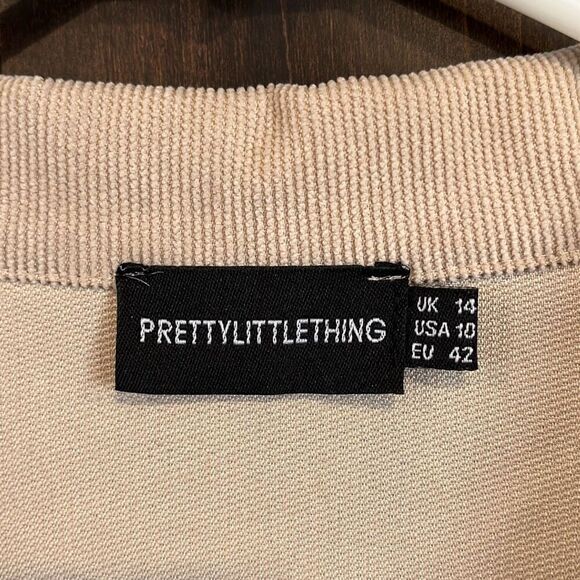 PRETTYLITTLETHING
UK 14
USA 10
EU 42